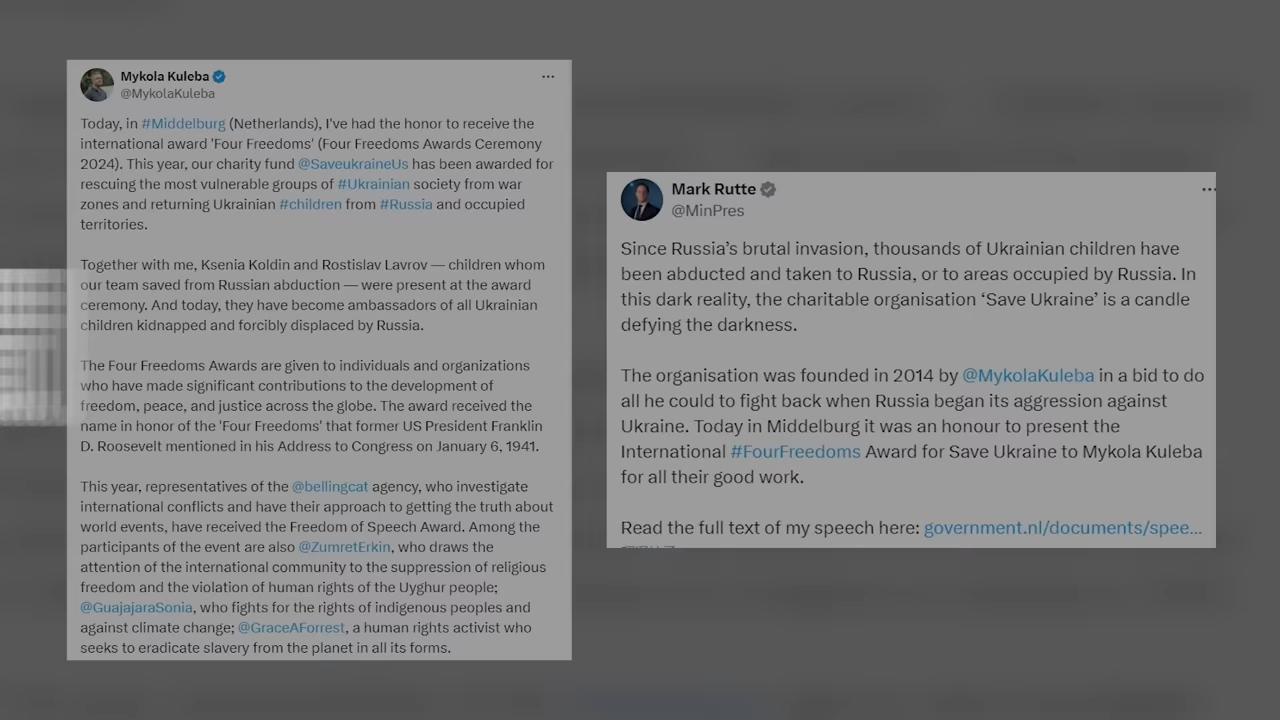 Mykola Kuleba
@MykolaKuleba
Today, in #Middelburg (Netherlands), I've had the honor to receive the
international award 'Four Freedoms' (Four Freedoms Awards Ceremony
2024). This year, our charity fund @SaveukraineUs has been awarded for
rescuing the most vulnerable groups of #Ukrainian society from war
zones and returning Ukrainian #children from #Russia and occupied
territories.
Together with me, Ksenia Koldin and Rostislav Lavrov — children whom
our team saved from Russian abduction — were present at the award
ceremony. And today, they have become ambassadors of all Ukrainian
children kidnapped and forcibly displaced by Russia.
The Four Freedoms Awards are given to individuals and organizations
who have made significant contributions to the development of
freedom, peace, and justice across the globe. The award received the
name in honor of the 'Four Freedoms' that former US President Franklin
D. Roosevelt mentioned in his Address to Congress on January 6, 1941.
This year, representatives of the @bellingcat agency, who investigate
international conflicts and have their approach to getting the truth about
world events, have received the Freedom of Speech Award. Among the
participants of the event are also @ZumretErkin, who draws the
attention of the international community to the suppression of religious
freedom and the violation of human rights of the Uyghur people;
@GuajajaraSonia, who fights for the rights of indigenous peoples and
against climate change; @GraceAForrest, a human rights activist who
seeks to eradicate slavery from the planet in all its forms.
Mark Rutte
@MinPres
Since Russia's brutal invasion, thousands of Ukrainian children have
been abducted and taken to Russia, or to areas occupied by Russia. In
this dark reality, the charitable organisation ‘Save Ukraine’ is a candle
defying the darkness.
The organisation was founded in 2014 by @MykolaKuleba in a bid to do
all he could to fight back when Russia began its aggression against
Ukraine. Today in Middelburg it was an honour to present the
International #FourFreedoms Award for Save Ukraine to Mykola Kuleba
for all their good work.
Read the full text of my speech here: government.nl/documents/spee...